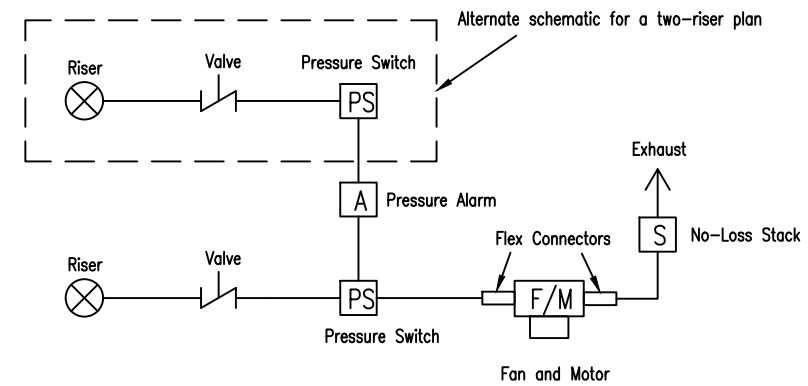 Alternate schematic for a two-riser plan
Riser
Valve
Pressure Switch
PS
Exhaust
A
Pressure Alarm
Flex Connectors
S
No-Loss Stack
Riser
Valve
PS
F/M
Pressure Switch
Fan and Motor